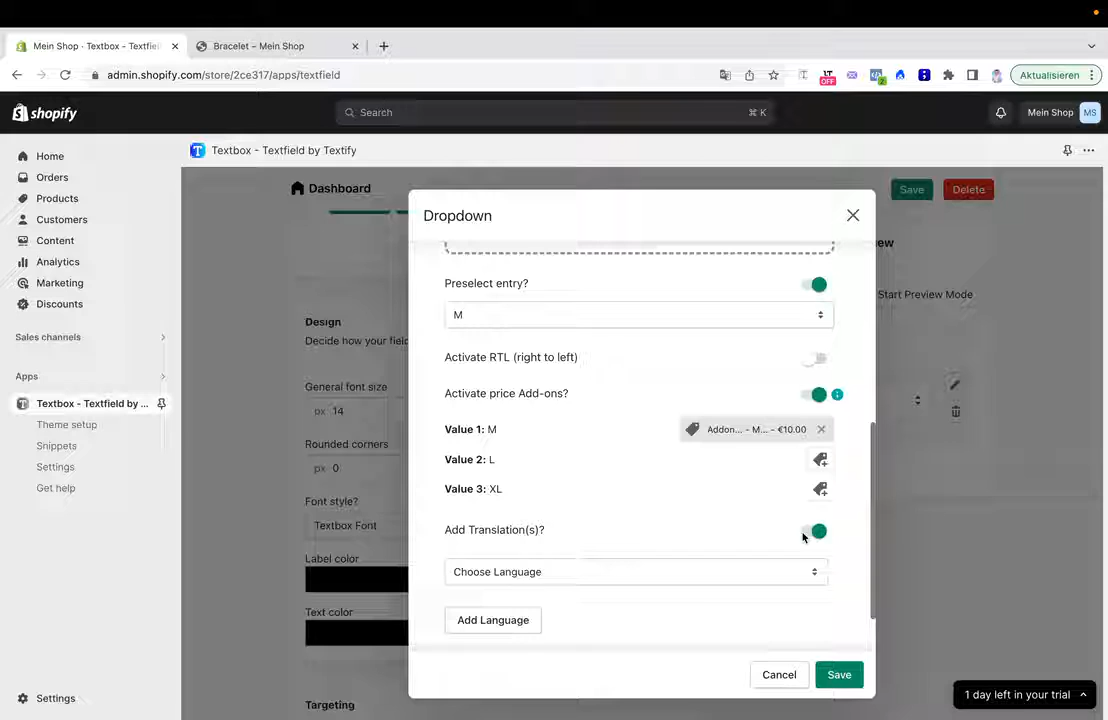 Mein Shop · Textbox - Textfiel
Bracelet – Mein Shop
admin.shopify.com/store/2ce317/apps/textfield
OFF
2
Aktualisieren
shopify
Search
⌘ K
Mein Shop
MS
Home
Orders
Products
Customers
Content
Analytics
Marketing
Discounts
Sales channels
Apps
Textbox - Textfield by ...
Theme setup
Snippets
Settings
Get help
Settings
Textbox - Textfield by Textify
Dashboard
Save
Delete
Start Preview Mode
Design
Decide how your field
General font size
px 14
Rounded corners
px 0
Font style?
Textbox Font
Label color
Text color
Targeting
Dropdown
Preselect entry?
M
Activate RTL (right to left)
Activate price Add-ons?
Value 1: M
Addon... - M... - €10.00
Value 2: L
Value 3: XL
Add Translation(s)?
Choose Language
Add Language
Cancel
Save
1 day left in your trial